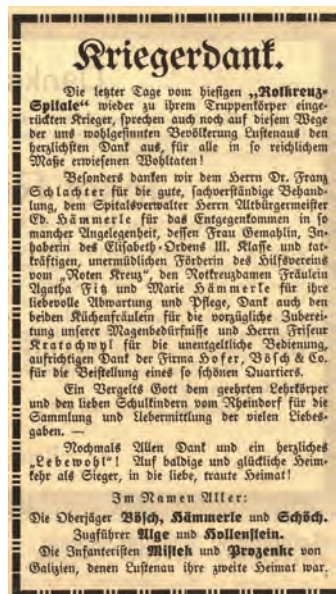 Kriegerdank.
Die letzter Tage vom hiesigen „Rotkreuz-
Spitale“ wieder zu ihrem Truppenkörper einge-
rückten Krieger, sprechen auch noch auf diesem Wege
der uns wohlgesinnten Bevölkerung Lustenaus den
herzlichsten Dank aus, für alle in so reichlichem
Maße erwiesenen Wohltaten!
Besonders danken wir dem Herrn Dr. Franz
Schlachter für die gute, sachverständige Behand-
lung, dem Spitalsverwalter Herrn Altbürgermeister
Ed. Hämmerle für das Entgegenkommen in so
mancher Angelegenheit, dessen Frau Gemahlin, In-
haberin des Elisabeth-Ordens III. Klasse und tat-
kräftigen, unermüdlichen Förderin des Hilfsvereins
vom „Roten Kreuz“, den Rotkreuzdamen Fräulein
Agatha Fitz und Marie Hämmerle für ihre
liebevolle Abwartung und Pflege, Dank auch den
beiden Küchenfräulein für die vorzügliche Zuberei-
tung unserer Magenbedürfnisse und Herrn Friseur
Kratochwyl für die unentgeltliche Bedienung,
aufrichtigen Dank der Firma Hofer, Bösch & Co.
für die Beistellung eines so schönen Quartiers.
Ein Vergelts Gott dem geehrten Lehrkörper
und den lieben Schulkindern vom Rheindorf für die
Sammlung und Uebermittlung der vielen Liebes-
gaben. —
Nochmals Allen Dank und ein herzliches
„Lebewohl“! Auf baldige und glückliche Heim-
kehr als Sieger, in die liebe, traute Heimat!
Im Namen Aller:
Die Oberjäger Bösch, Hämmerle und Schöch.
Zugführer Alge und Hollenstein.
Die Infanteristen Mistek und Prozenkc von
Galizien, denen Lustenau ihre zweite Heimat war.